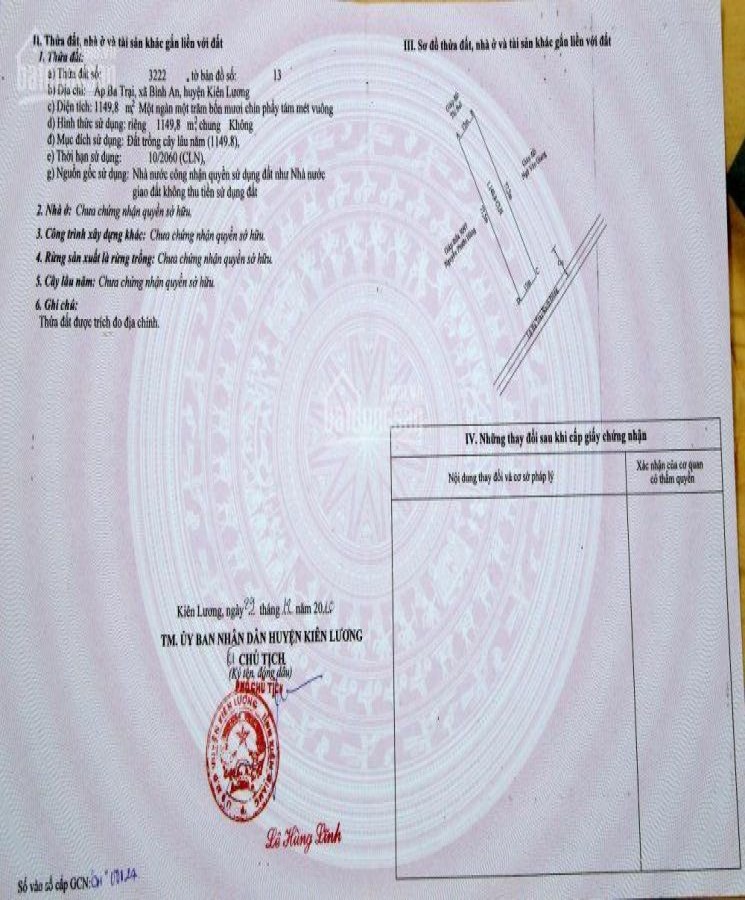 II. Thửa đất, nhà ở và tài sản khác gắn liền với đất
1. Thửa đất:
a) Thửa đất số: 3222 , tờ bản đồ số: 13
b) Địa chỉ: Ấp Ba Trại, xã Bình An, huyện Kiên Lương
c) Diện tích: 1149,8 m² Một ngàn một trăm bốn mươi chín phẩy tám mét vuông
d) Hình thức sử dụng: riêng 1149,8 m² chung Không
đ) Mục đích sử dụng: Đất trồng cây lâu năm (1149.8),
e) Thời hạn sử dụng: 10/2060 (CLN),
g) Nguồn gốc sử dụng: Nhà nước công nhận quyền sử dụng đất như Nhà nước
giao đất không thu tiền sử dụng đất
2. Nhà ở: Chưa chứng nhận quyền sở hữu.
3. Công trình xây dựng khác: Chưa chứng nhận quyền sở hữu.
4. Rừng sản xuất là rừng trồng: Chưa chứng nhận quyền sở hữu.
5. Cây lâu năm: Chưa chứng nhận quyền sở hữu.
6. Ghi chú:
Thửa đất được trích đo địa chính.
Kiên Lương, ngày 22 tháng năm 2010
TM. ỦY BAN NHÂN DÂN HUYỆN KIÊN LƯƠNG
CHỦ TỊCH
(Ký tên, đóng dấu)
PHÓ CHỦ TỊCH
Lê Hùng Lĩnh
Số vào sổ cấp GCN:
III. Sơ đồ thửa đất, nhà ở và tài sản khác gắn liền với đất
A
B
C
D
IV. Những thay đổi sau khi cấp giấy chứng nhận
Nội dung thay đổi và cơ sở pháp lý
Xác nhận của cơ quan
có thẩm quyền